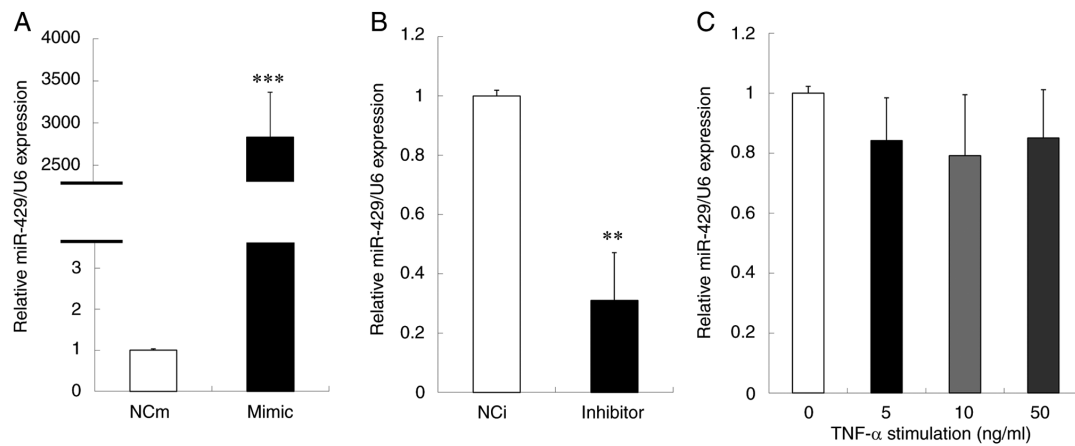 A
Relative miR-429/U6 expression
4000
3500
3000
2500
3
2
1
0
***
NCm
Mimic
B
Relative miR-429/U6 expression
1.2
1
0.8
0.6
0.4
0.2
0
**
NCi
Inhibitor
C
Relative miR-429/U6 expression
1.2
1
0.8
0.6
0.4
0.2
0
0
5
10
50
TNF-α stimulation (ng/ml)